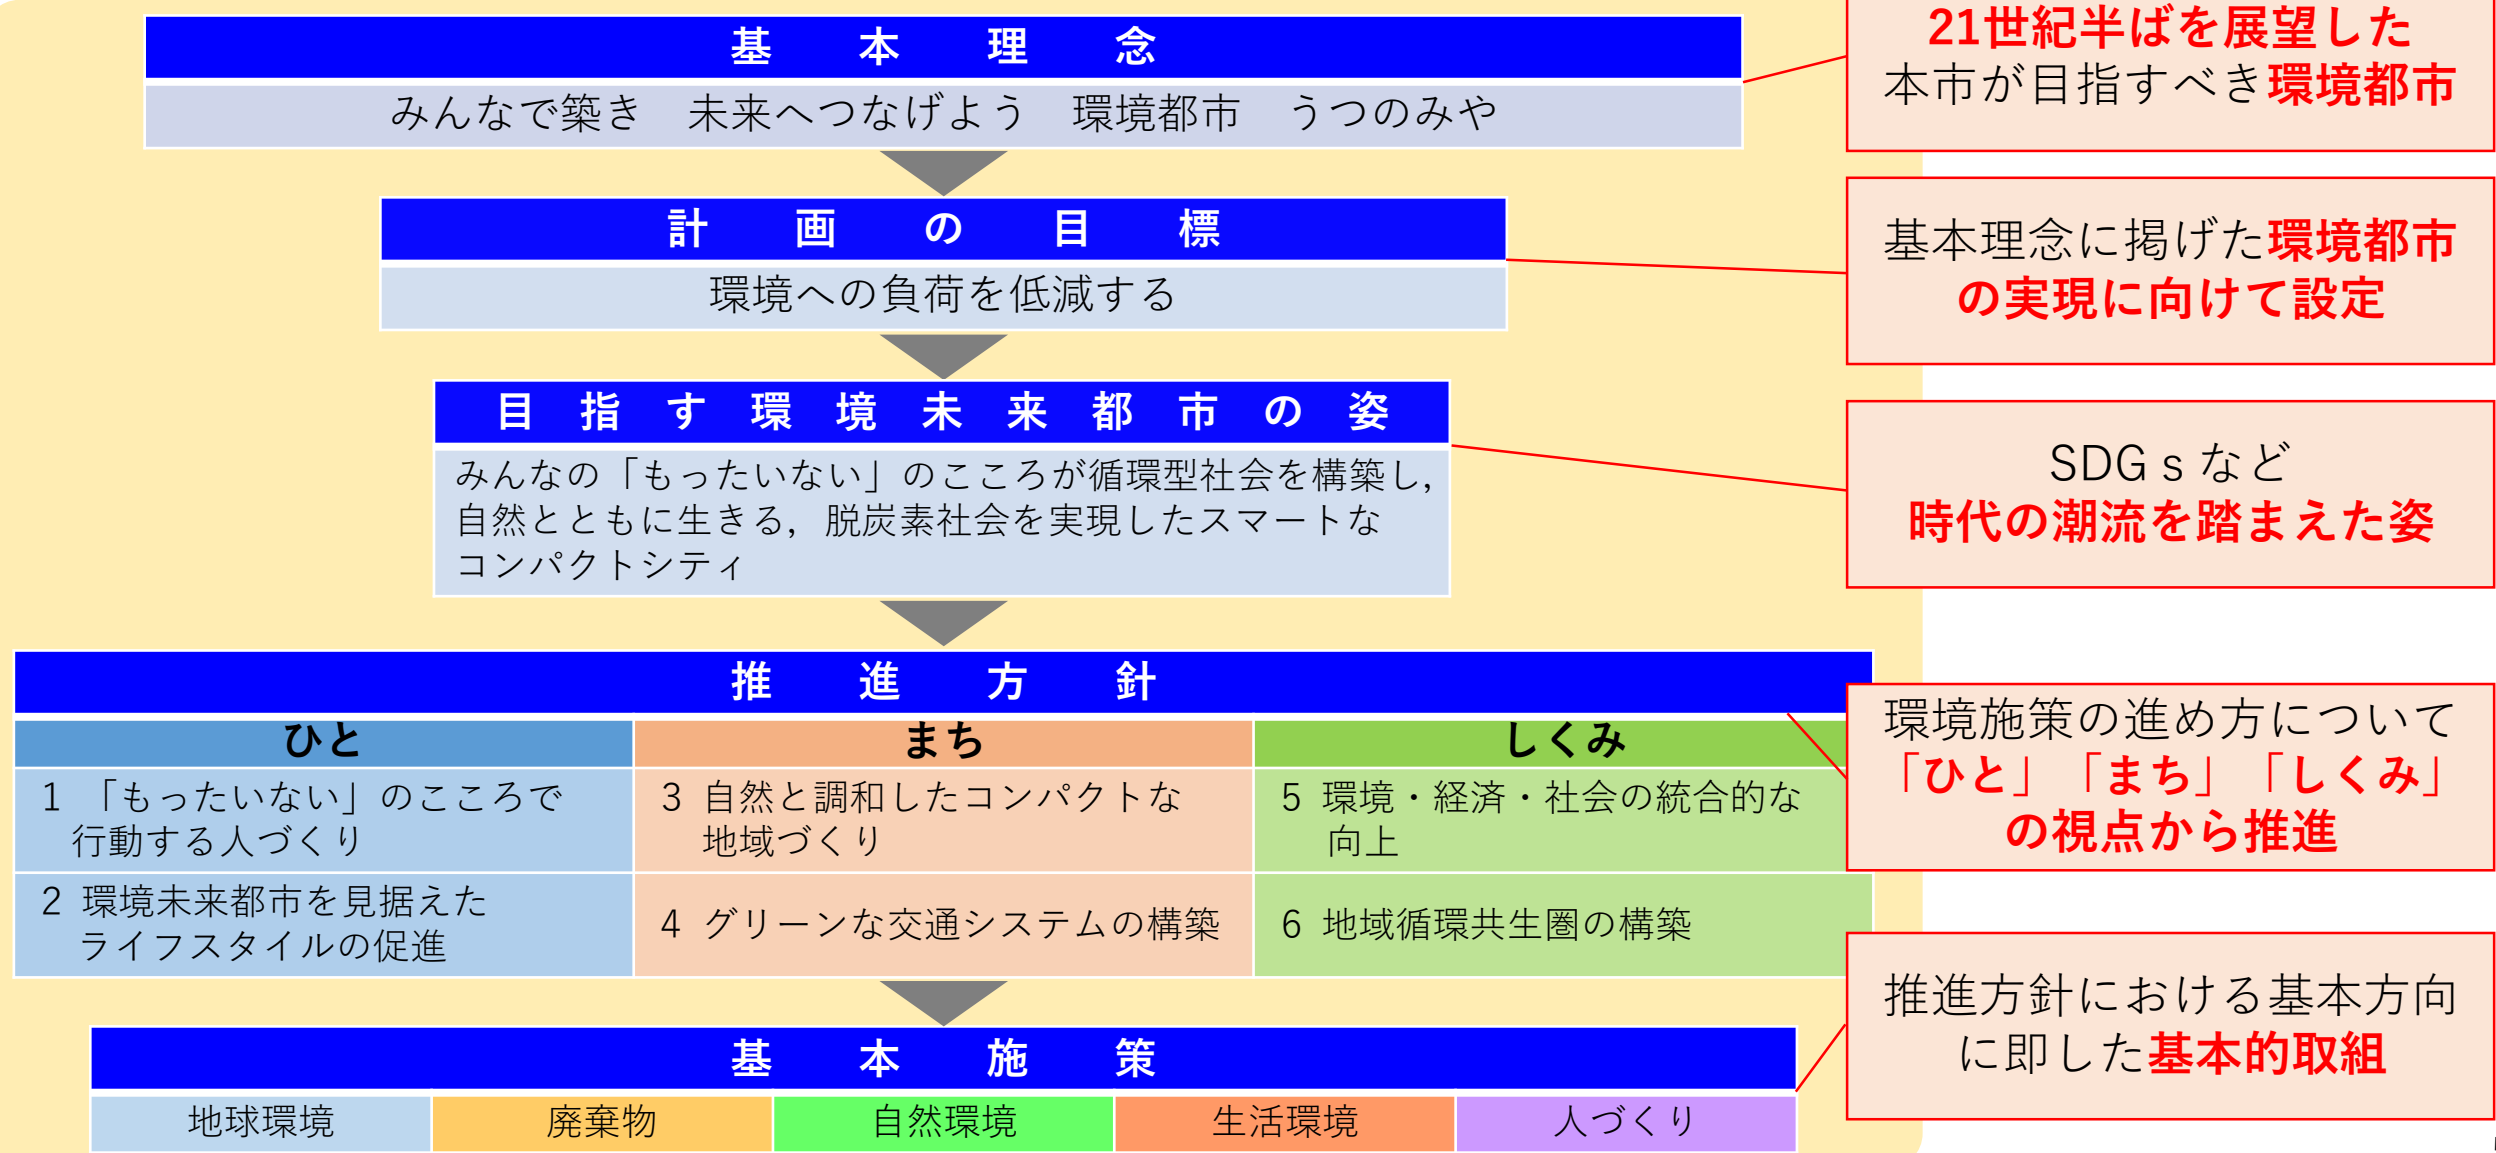 基本理念
みんなで築き　未来へつなげよう　環境都市　うつのみや
21世紀半ばを展望した
本市が目指すべき環境都市
計画の目標
環境への負荷を低減する
基本理念に掲げた環境都市
の実現に向けて設定
目指す環境未来都市の姿
みんなの「もったいない」のこころが循環型社会を構築し，
自然とともに生きる，脱炭素社会を実現したスマートな
コンパクトシティ
SDGｓなど
時代の潮流を踏まえた姿
推進方針
ひと
1 「もったいない」のこころで
行動する人づくり
2 環境未来都市を見据えた
ライフスタイルの促進
まち
3 自然と調和したコンパクトな
地域づくり
4 グリーンな交通システムの構築
しくみ
5 環境・経済・社会の統合的な
向上
6 地域循環共生圏の構築
環境施策の進め方について
「ひと」「まち」「しくみ」
の視点から推進
基本施策
地球環境
廃棄物
自然環境
生活環境
人づくり
推進方針における基本方向
に即した基本的取組